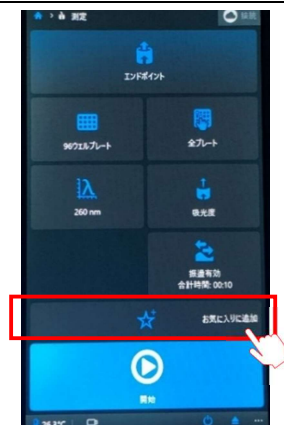 測定
エンドポイント
96ウェルプレート
全プレート
260 nm
吸光度
振盪有効
合計時間: 00:10
お気に入りに追加
開始